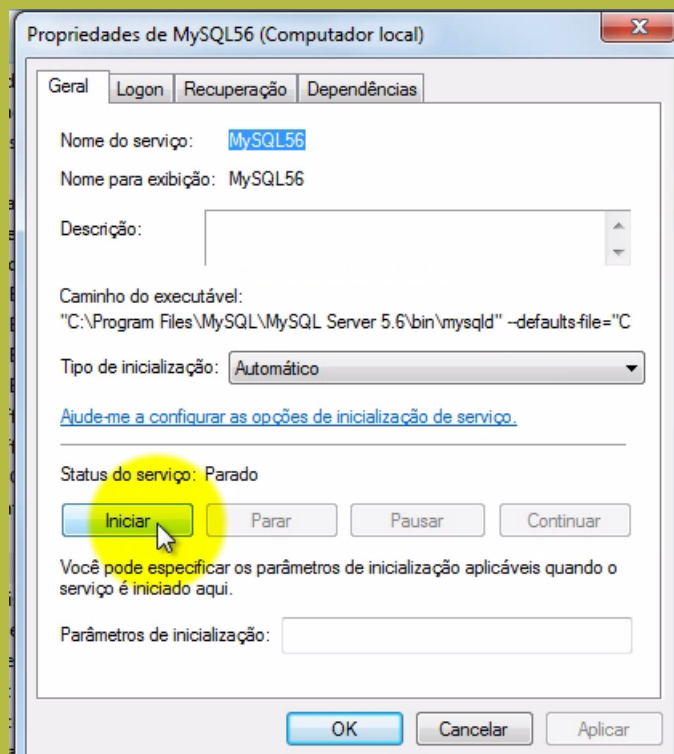 Propriedades de MySQL56 (Computador local)
Geral
Logon
Recuperação
Dependências
Nome do serviço: MySQL56
Nome para exibição: MySQL56
Descrição:
Caminho do executável:
"C:\Program Files\MySQL\MySQL Server 5.6\bin\mysqld" --defaults-file="C
Tipo de inicialização: Automático
Ajude-me a configurar as opções de inicialização de serviço.
Status do serviço: Parado
Iniciar
Parar
Pausar
Continuar
Você pode especificar os parâmetros de inicialização aplicáveis quando o
serviço é iniciado aqui.
Parâmetros de inicialização:
OK
Cancelar
Aplicar